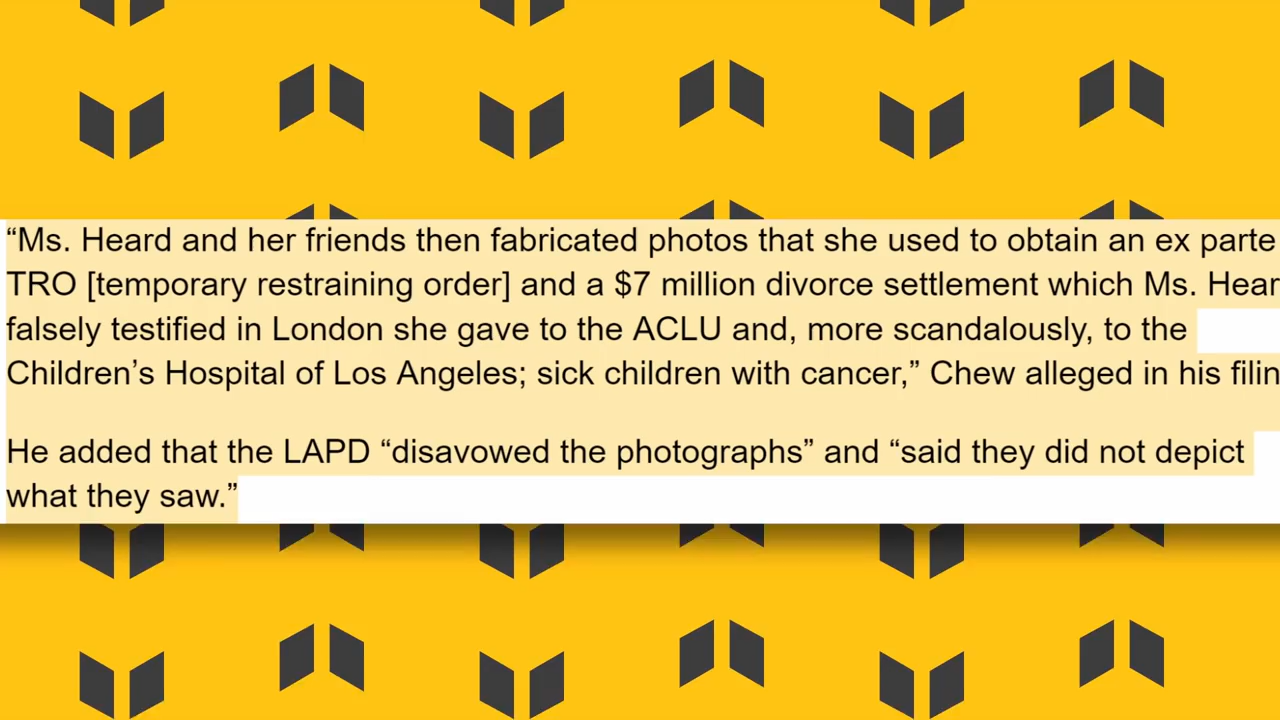 “Ms. Heard and her friends then fabricated photos that she used to obtain an ex parte
TRO [temporary restraining order] and a $7 million divorce settlement which Ms. Hear
falsely testified in London she gave to the ACLU and, more scandalously, to the
Children’s Hospital of Los Angeles; sick children with cancer,” Chew alleged in his filin
He added that the LAPD “disavowed the photographs” and “said they did not depict
what they saw.”